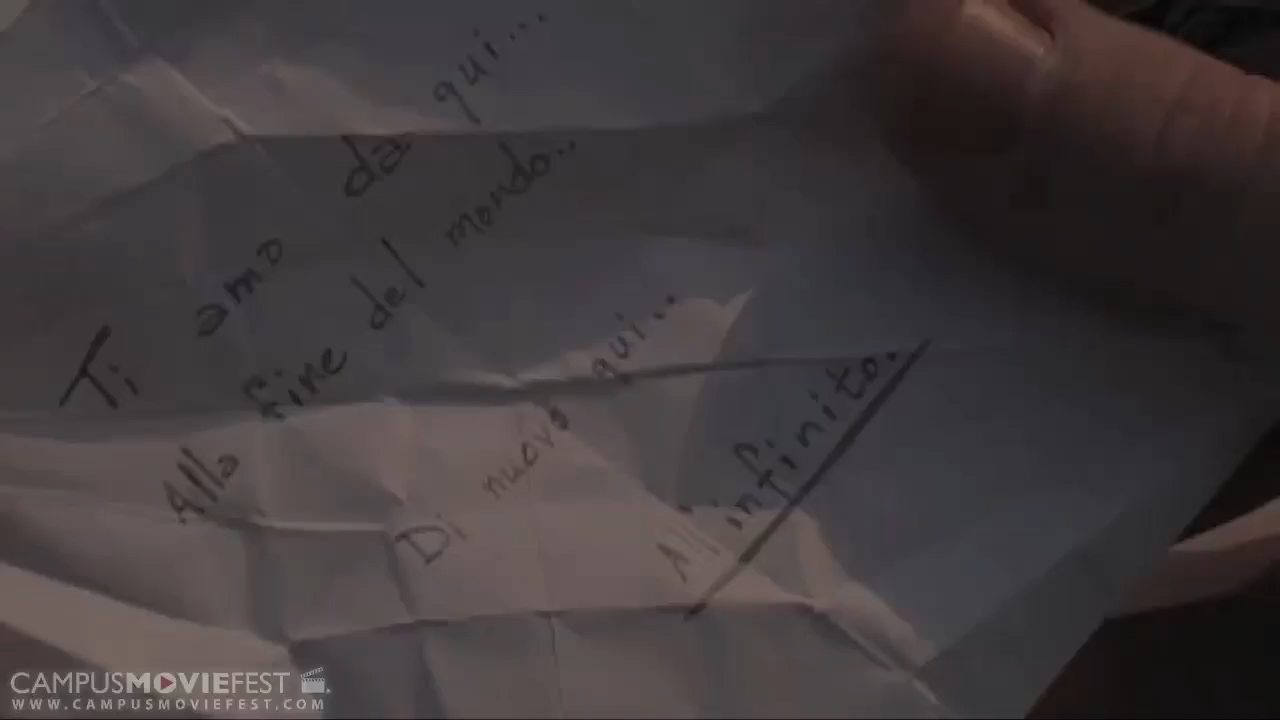 Ti amo da qui...
Alla fine del mondo..
Di nuovo qui...
All' infinito.
CAMPUSMOVIEFEST
WWW.CAMPUSMOVIEFEST.COM